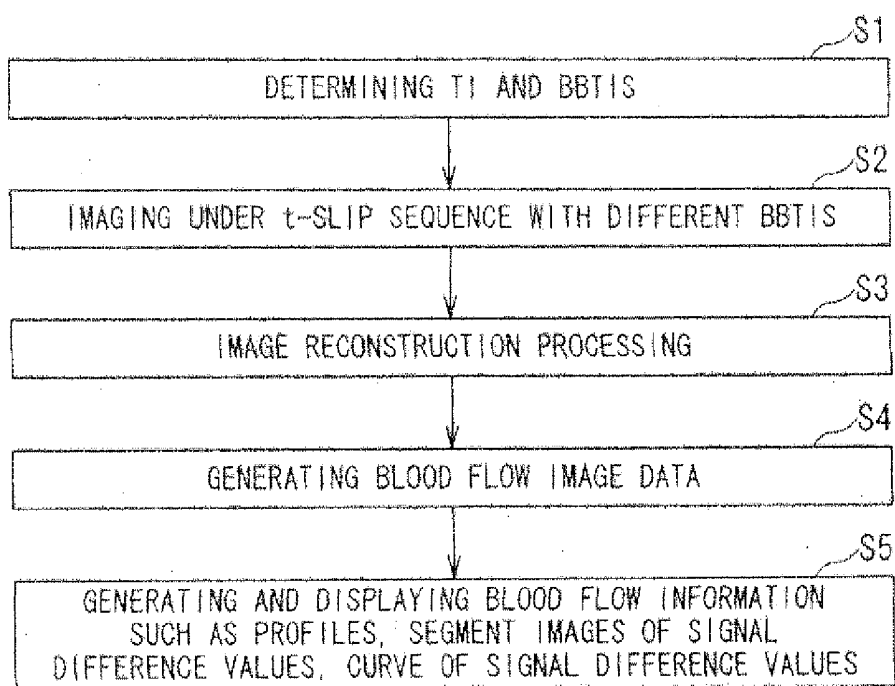 S1
DETERMINING TI AND BBTIS
S2
IMAGING UNDER t-SLIP SEQUENCE WITH DIFFERENT BBTIS
S3
IMAGE RECONSTRUCTION PROCESSING
S4
GENERATING BLOOD FLOW IMAGE DATA
S5
GENERATING AND DISPLAYING BLOOD FLOW INFORMATION
SUCH AS PROFILES, SEGMENT IMAGES OF SIGNAL
DIFFERENCE VALUES, CURVE OF SIGNAL DIFFERENCE VALUES